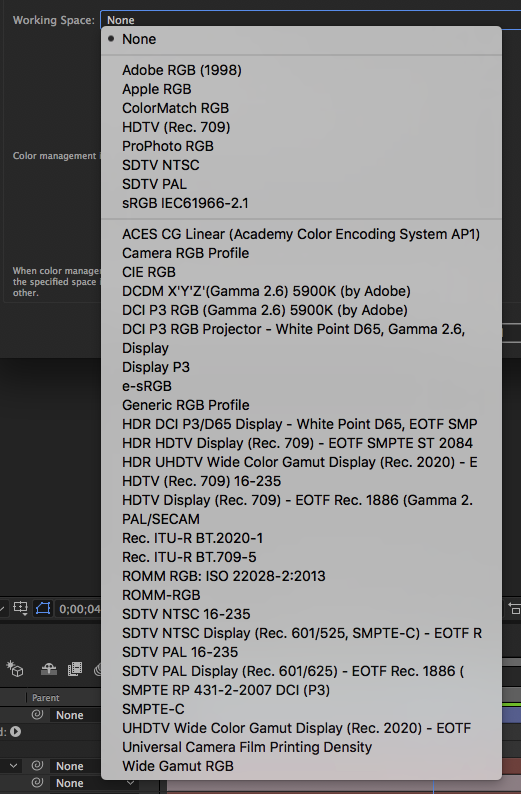 Working Space: None
None
Adobe RGB (1998)
Apple RGB
ColorMatch RGB
HDTV (Rec. 709)
ProPhoto RGB
SDTV NTSC
SDTV PAL
sRGB IEC61966-2.1
Color management i
ACES CG Linear (Academy Color Encoding System AP1)
Camera RGB Profile
CIE RGB
When color manage
the specified space
other.
DCDM X'Y'Z'(Gamma 2.6) 5900K (by Adobe)
DCI P3 RGB (Gamma 2.6) 5900K (by Adobe)
DCI P3 RGB Projector - White Point D65, Gamma 2.6,
Display
Display P3
e-sRGB
Generic RGB Profile
HDR DCI P3/D65 Display - White Point D65, EOTF SMP
HDR HDTV Display (Rec. 709) - EOTF SMPTE ST 2084
HDR UHDTV Wide Color Gamut Display (Rec. 2020) - E
HDTV (Rec. 709) 16-235
HDTV Display (Rec. 709) - EOTF Rec. 1886 (Gamma 2.
PAL/SECAM
Rec. ITU-R BT.2020-1
Rec. ITU-R BT.709-5
ROMM RGB: ISO 22028-2:2013
ROMM-RGB
SDTV NTSC 16-235
SDTV NTSC Display (Rec. 601/525, SMPTE-C) - EOTF R
SDTV PAL 16-235
SDTV PAL Display (Rec. 601/625) - EOTF Rec. 1886 (
SMPTE RP 431-2-2007 DCI (P3)
SMPTE-C
UHDTV Wide Color Gamut Display (Rec. 2020) - EOTF
Universal Camera Film Printing Density
Wide Gamut RGB
0;00;04
Parent
None
d:
None
None